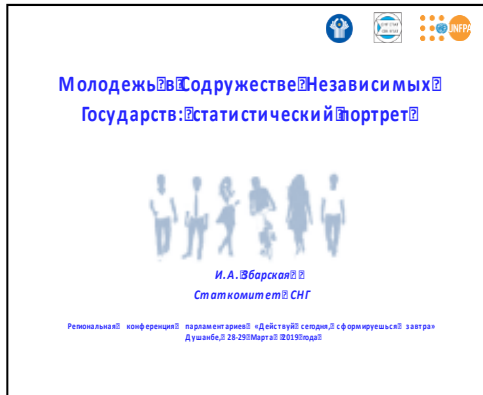 UNFPA
Молодежь в Содружестве Независимых
Государств: статистический портрет
И.А. Збарская
Статкомитет СНГ
Региональная конференция парламентариев «Действуй сегодня, сформируешься завтра»
Душанбе, 28-29 Марта 2019 года